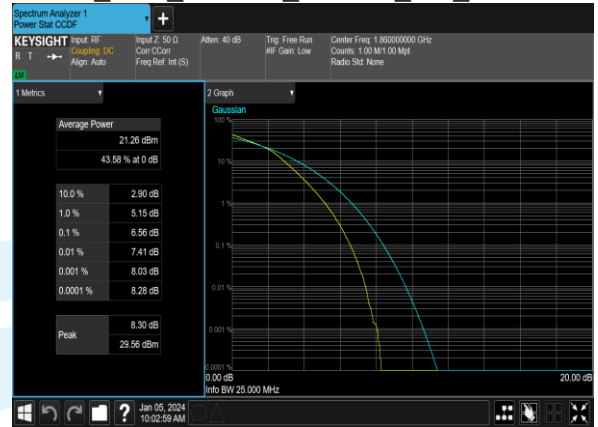 Spectrum Analyzer 1
Power Stat CCDF
+
KEYSIGHT
R T
LXI
Input: RF
Coupling: DC
Align: Auto
Input Z: 50 Ω
Corr CCorr
Freq Ref: Int (S)
Atten: 40 dB
Trig: Free Run
#IF Gain: Low
Center Freq: 1.860000000 GHz
Counts: 1.00 M/1.00 Mpt
Radio Std: None
1 Metrics
Average Power
21.26 dBm
43.58 % at 0 dB
10.0 % 2.90 dB
1.0 % 5.15 dB
0.1 % 6.56 dB
0.01 % 7.41 dB
0.001 % 8.03 dB
0.0001 % 8.28 dB
Peak
8.30 dB
29.56 dBm
2 Graph
Gaussian
100 %
10 %
1 %
0.1 %
0.01 %
0.001 %
0.0001 %
0.00 dB
20.00 dB
Info BW 25.000 MHz
?
Jan 05, 2024
10:02:59 AM